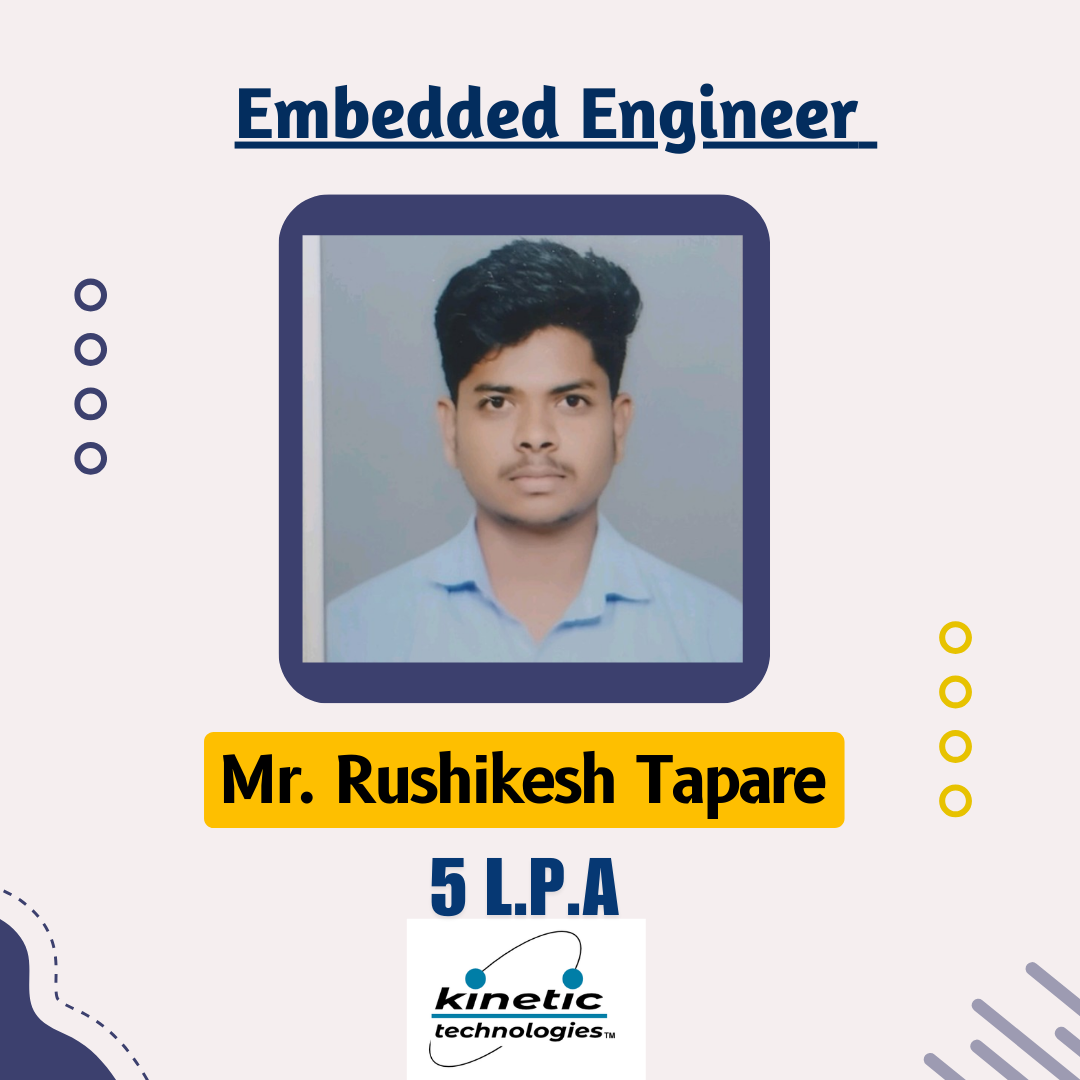 Embedded Engineer
Mr. Rushikesh Tapare
5 L.P.A
kinetic
technologies™